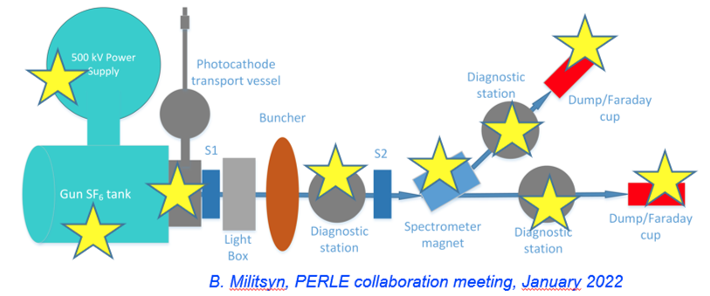 500 kV Power
Supply
Photocathode
transport vessel
Buncher
Diagnostic
station
Dump/Faraday
cup
S1
S2
Gun SF6 tank
Light
Box
Diagnostic
station
Spectrometer
magnet
Diagnostic
station
Dump/Faraday
cup
B. Militsyn, PERLE collaboration meeting, January 2022